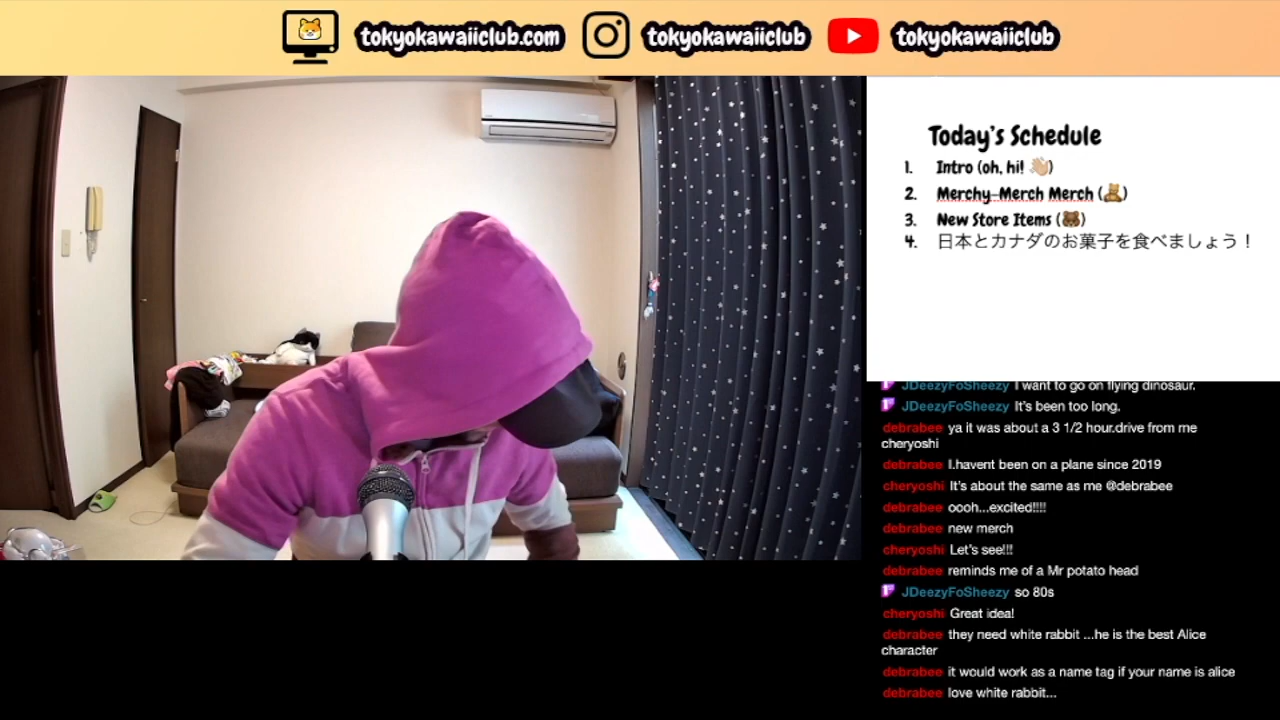 tokyokawaiiclub.com
tokyokawaiiclub
tokyokawaiiclub
Today's Schedule
1. Intro (oh, hi! 👋🏼)
2. Merchy-Merch Merch (🧸)
3. New Store Items (🐻)
4. 日本とカナダのお菓子を食べましょう！
JDeezyFoSheezy I want to go on flying dinosaur.
JDeezyFoSheezy It's been too long.
debrabee ya it was about a 3 1/2 hour.drive from me
cheryoshi
debrabee I.havent been on a plane since 2019
cheryoshi It's about the same as me @debrabee
debrabee oooh...excited!!!!
debrabee new merch
cheryoshi Let's see!!!
debrabee reminds me of a Mr potato head
JDeezyFoSheezy so 80s
cheryoshi Great idea!
debrabee they need white rabbit ...he is the best Alice
character
debrabee it would work as a name tag if your name is alice
debrabee love white rabbit...